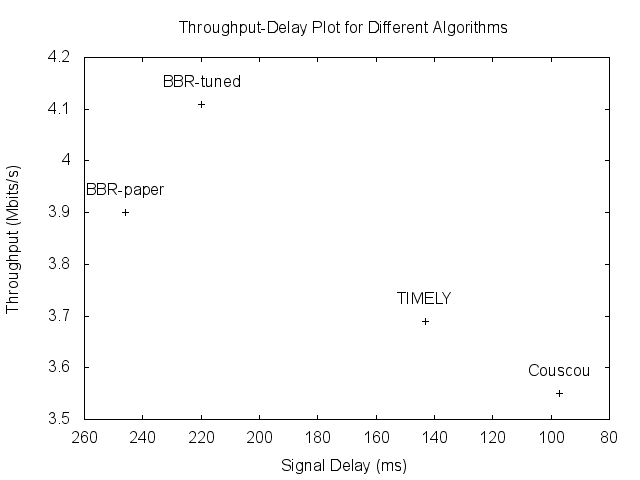 Throughput-Delay Plot for Different Algorithms
4.2
BBR-tuned
4.1
4
BBR-paper
3.9
3.8
TIMELY
3.7
3.6
Couscou
3.5
260 240 220 200 180 160 140 120 100 80
Signal Delay (ms)
Throughput (Mbits/s)